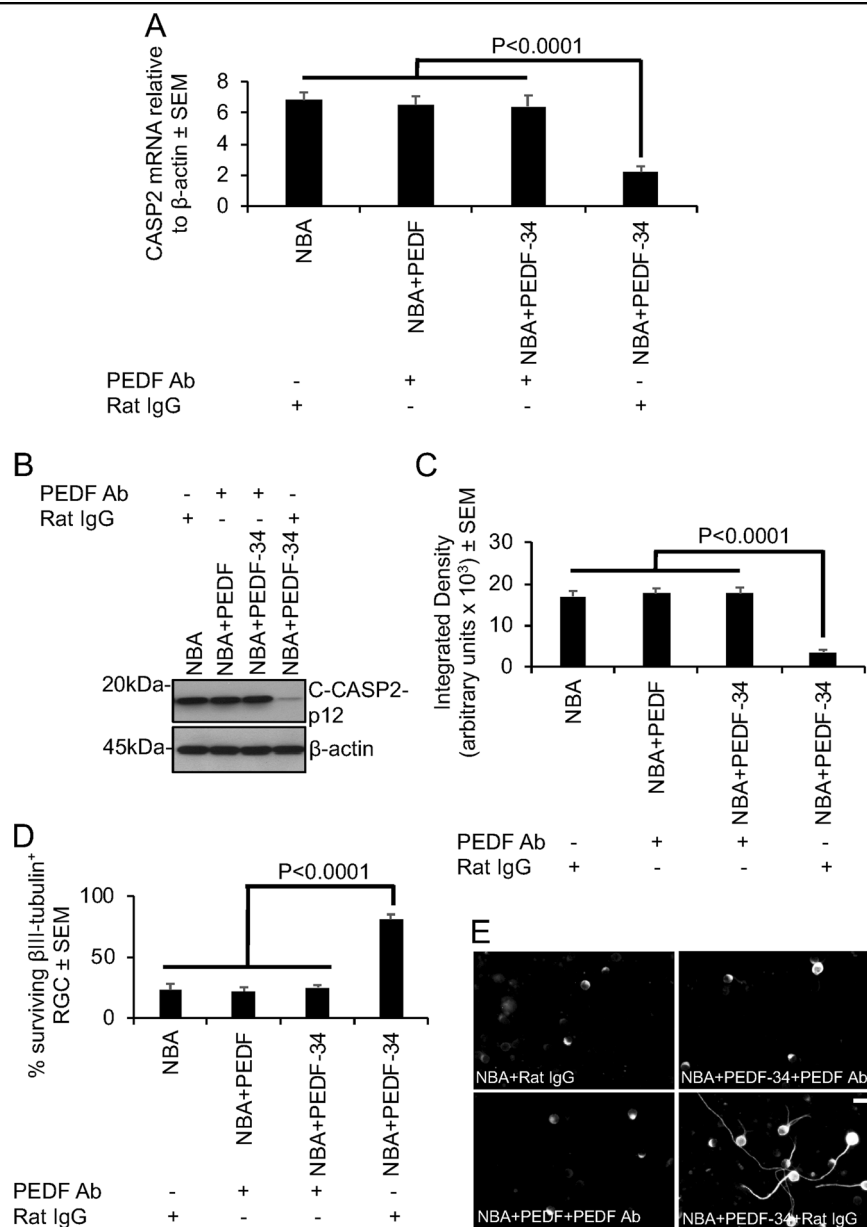 A
P<0.0001
CASP2 mRNA relative
to β-actin ± SEM
8
6
4
2
0
NBA
NBA+PEDF
NBA+PEDF-34
NBA+PEDF-34
PEDF Ab - + + -
Rat IgG + - - +
B
PEDF Ab - + + -
Rat IgG + - - +
NBA
NBA+PEDF
NBA+PEDF-34
NBA+PEDF-34
20kDa-
C-CASP2-
p12
45kDa-
β-actin
C
P<0.0001
Integrated Density
(arbitrary units x 10³) ± SEM
30
20
10
0
NBA
NBA+PEDF
NBA+PEDF-34
NBA+PEDF-34
PEDF Ab - + + -
Rat IgG + - - +
D
P<0.0001
% surviving βIII-tubulin⁺
RGC ± SEM
100
50
0
NBA
NBA+PEDF
NBA+PEDF-34
NBA+PEDF-34
PEDF Ab - + + -
Rat IgG + - - +
E
NBA+Rat IgG
NBA+PEDF-34+PEDF Ab
NBA+PEDF+PEDF Ab
NBA+PEDF-34+Rat IgG